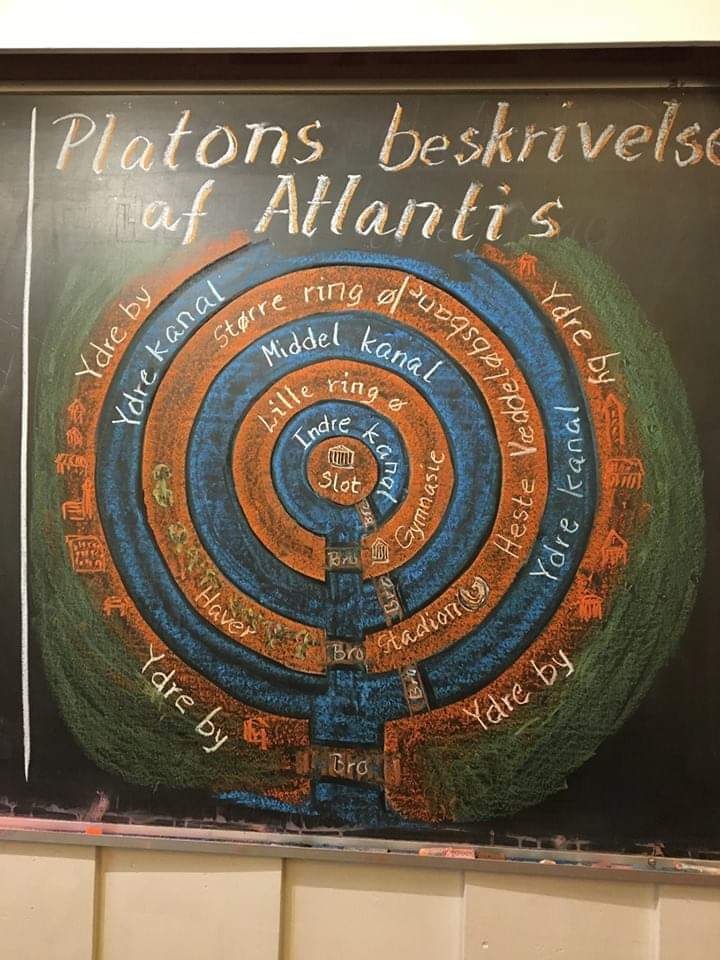 Platons beskrivelse
af Atlantis
Ydre by
Ydre kanal
Større ring ø
Middel kanal
Lille ring ø
Indre kanal
Slot
Heste Væddeløbsbane
Ydre by
Ydre kanal
Gymnasie
Bro
Bro
Bro
Haver
Bro
Stadion
Bro
Ydre by
Ydre by
Bro